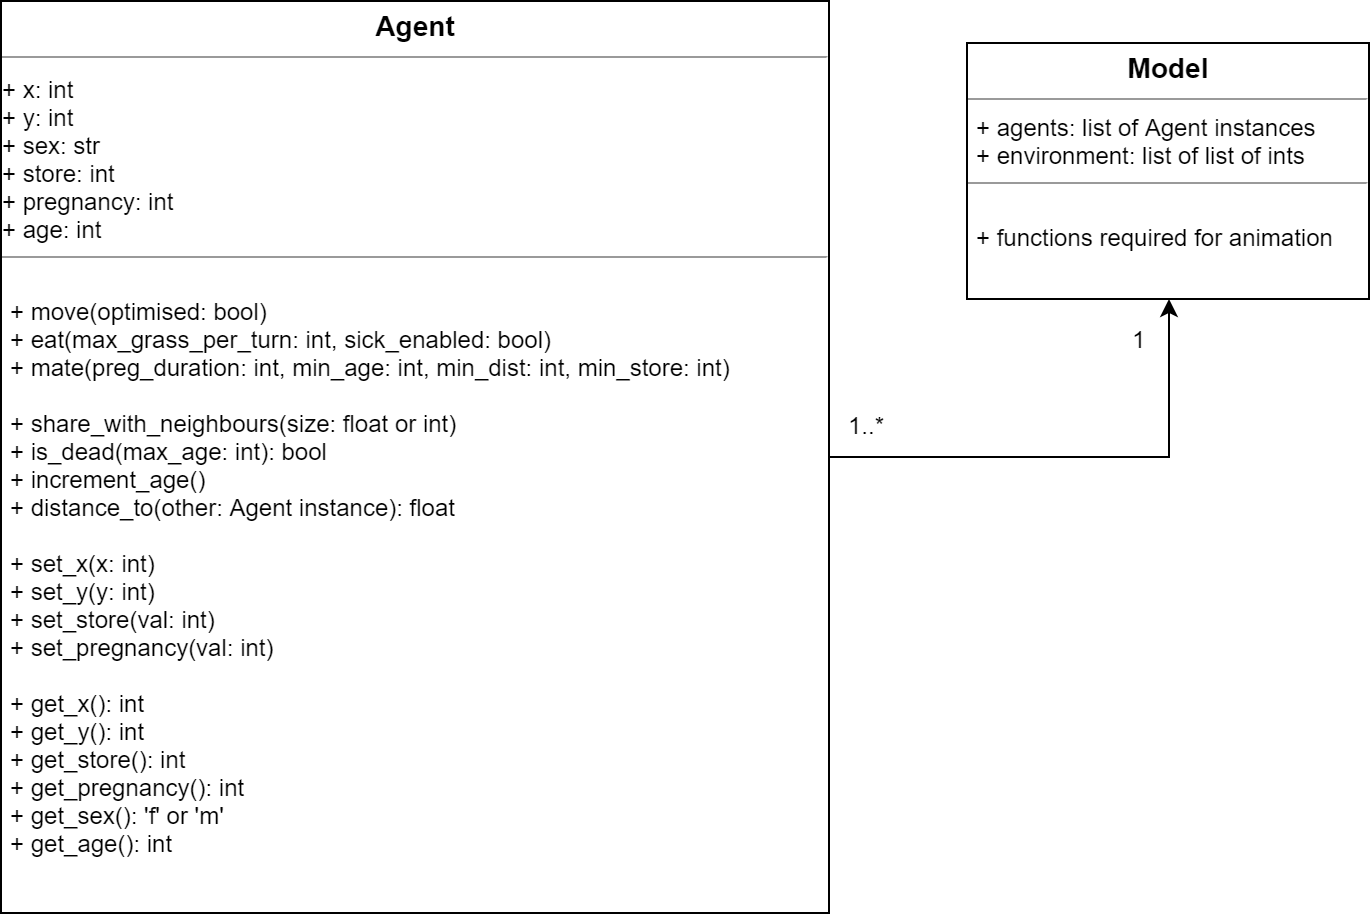 Agent
+ x: int
+ y: int
+ sex: str
+ store: int
+ pregnancy: int
+ age: int
+ move(optimised: bool)
+ eat(max_grass_per_turn: int, sick_enabled: bool)
+ mate(preg_duration: int, min_age: int, min_dist: int, min_store: int)
+ share_with_neighbours(size: float or int)
+ is_dead(max_age: int): bool
+ increment_age()
+ distance_to(other: Agent instance): float
+ set_x(x: int)
+ set_y(y: int)
+ set_store(val: int)
+ set_pregnancy(val: int)
+ get_x(): int
+ get_y(): int
+ get_store(): int
+ get_pregnancy(): int
+ get_sex(): 'f' or 'm'
+ get_age(): int
Model
+ agents: list of Agent instances
+ environment: list of list of ints
+ functions required for animation
1
1..*